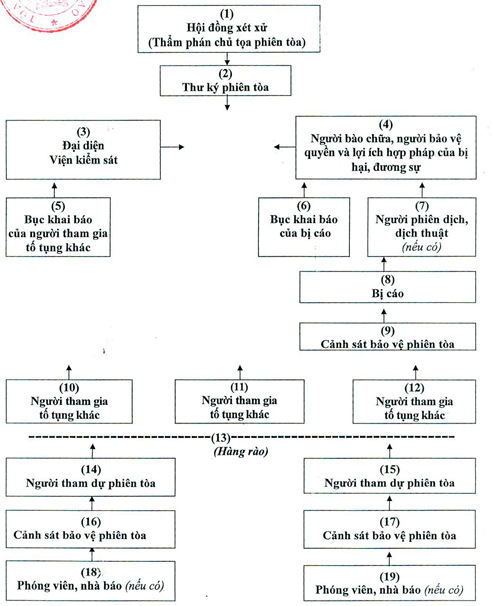 (1)
Hội đồng xét xử
(Thẩm phán chủ tọa phiên tòa)
(2)
Thư ký phiên tòa
(3)
Đại diện
Viện kiểm sát
(4)
Người bào chữa, người bảo vệ
quyền và lợi ích hợp pháp của bị
hại, đương sự
(5)
Bục khai báo
của người tham gia
tố tụng khác
(6)
Bục khai báo
của bị cáo
(7)
Người phiên dịch,
dịch thuật
(nếu có)
(8)
Bị cáo
(9)
Cảnh sát bảo vệ phiên tòa
(10)
Người tham gia
tố tụng khác
(11)
Người tham gia
tố tụng khác
(12)
Người tham gia
tố tụng khác
(13)
(Hàng rào)
(14)
Người tham dự phiên tòa
(15)
Người tham dự phiên tòa
(16)
Cảnh sát bảo vệ phiên tòa
(17)
Cảnh sát bảo vệ phiên tòa
(18)
Phóng viên, nhà báo (nếu có)
(19)
Phóng viên, nhà báo (nếu có)